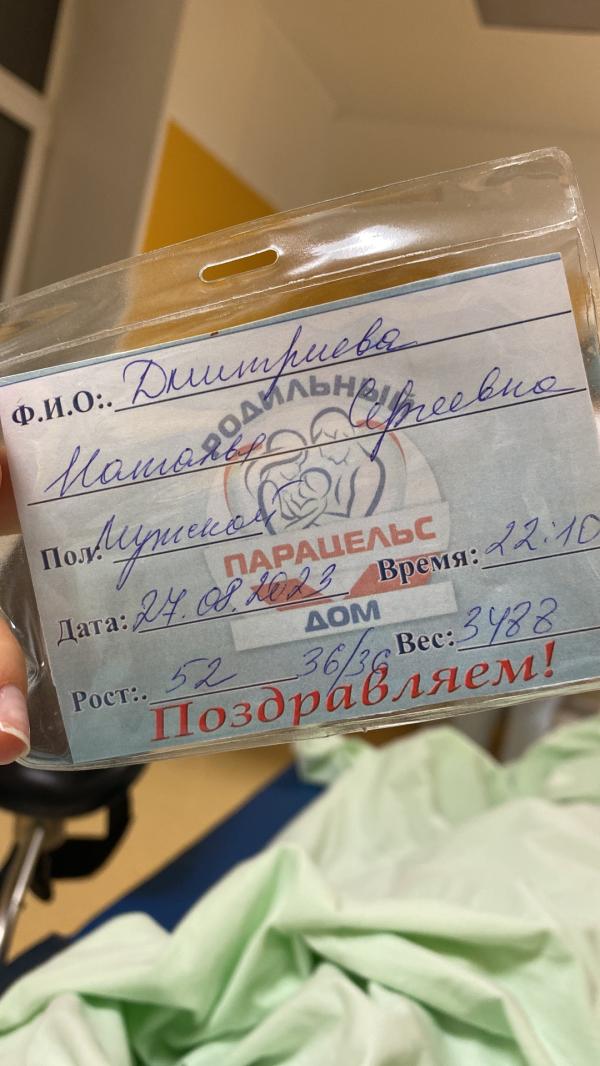 Ф.И.О:. Дмитриева
Наталья Сергеевна
РОДИЛЬНЫЙ
Пол: Мужской
ПАРАЦЕЛЬС
Дата: 27.08.2023 Время: 22:10
ДОМ
Рост:. 52 36/36 Вес: 3488
Поздравляем!